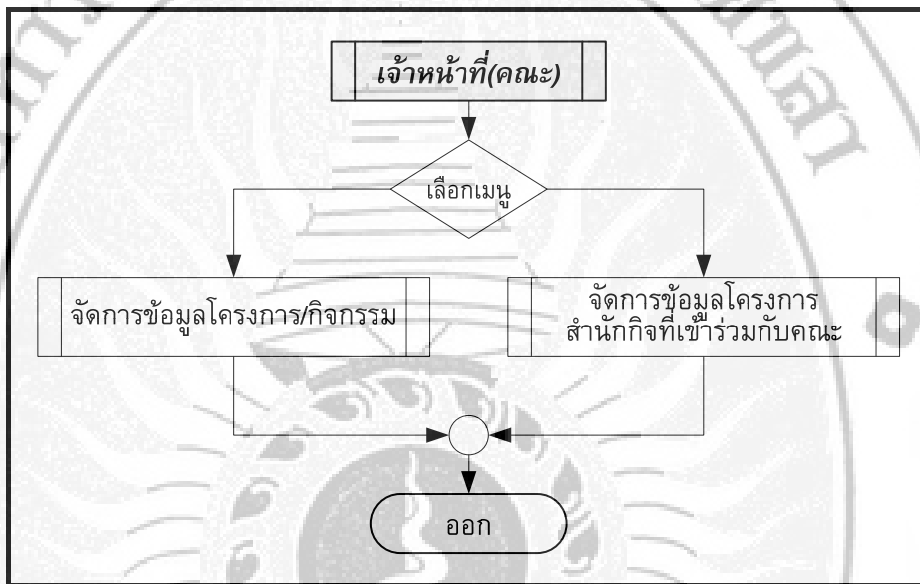 เจ้าหน้าที่(คณะ)
เลือกเมนู
จัดการข้อมูลโครงการ/กิจกรรม
จัดการข้อมูลโครงการ
สำนักกิจที่เข้าร่วมกับคณะ
ออก